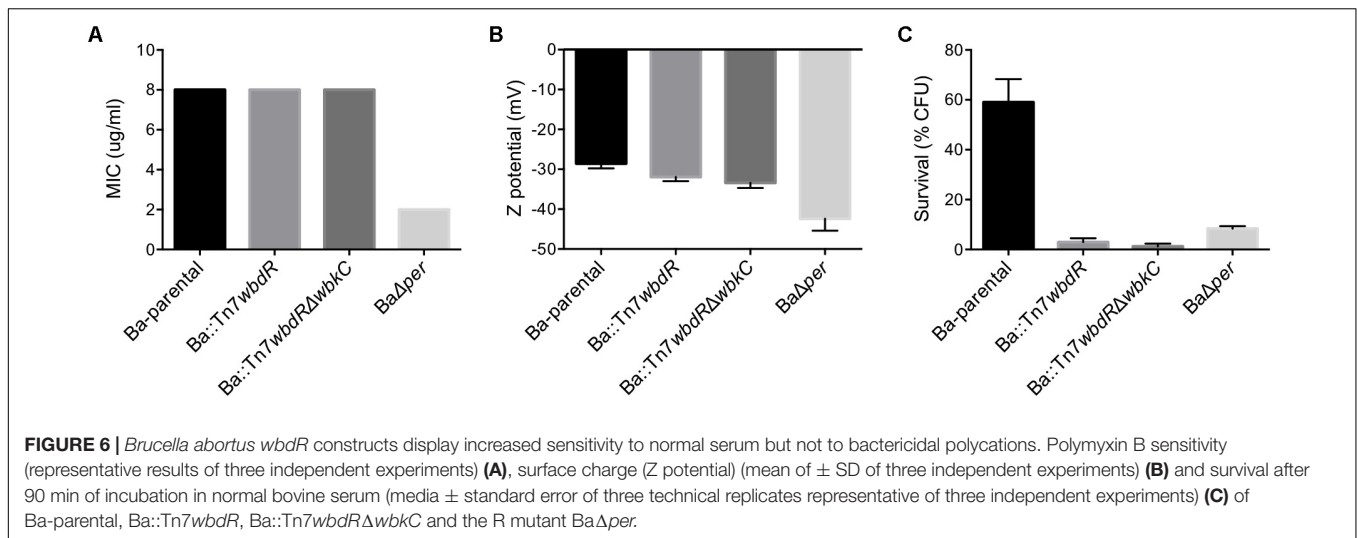 A
10
8
6
4
2
0
MIC (ug/ml)
Ba-parental
Ba::Tn7wbdR
Ba::Tn7wbdRΔwbkC
BaΔper
B
0
-10
-20
-30
-40
-50
Z potential (mV)
Ba-parental
Ba::Tn7wbdR
Ba::Tn7wbdRΔwbkC
BaΔper
C
80
60
40
20
0
Survival (% CFU)
Ba-parental
Ba::Tn7wbdR
Ba::Tn7wbdRΔwbkC
BaΔper
FIGURE 6 | Brucella abortus wbdR constructs display increased sensitivity to normal serum but not to bactericidal polycations. Polymyxin B sensitivity
(representative results of three independent experiments) (A), surface charge (Z potential) (mean of ± SD of three independent experiments) (B) and survival after
90 min of incubation in normal bovine serum (media ± standard error of three technical replicates representative of three independent experiments) (C) of
Ba-parental, Ba::Tn7wbdR, Ba::Tn7wbdRΔwbkC and the R mutant BaΔper.